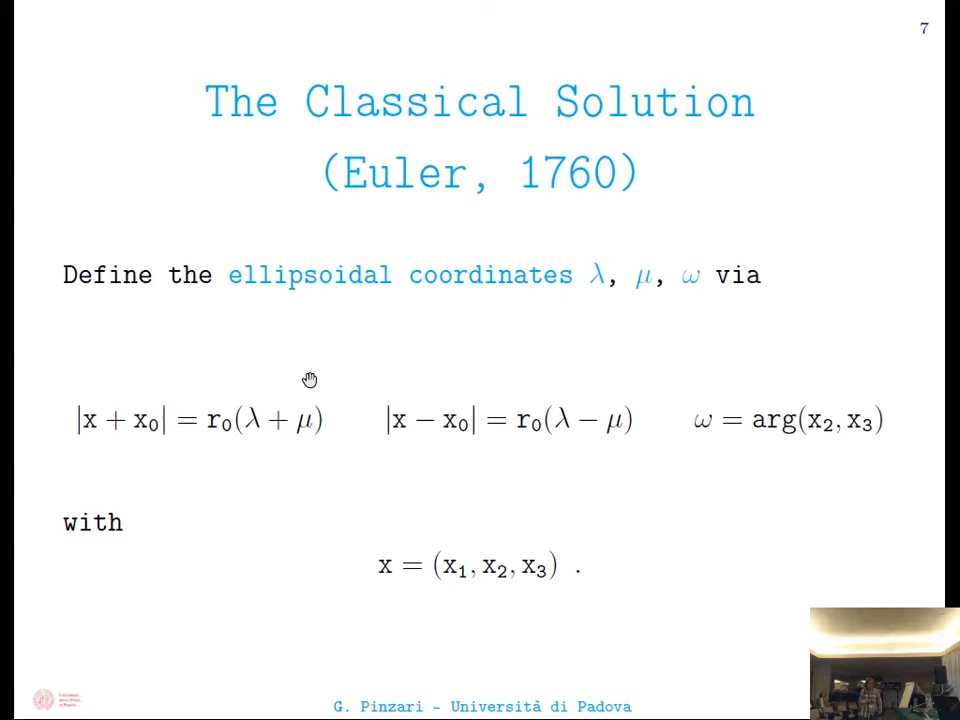 7
The Classical Solution
(Euler, 1760)
Define the ellipsoidal coordinates λ, μ, ω via
|x + x₀| = r₀(λ + μ) |x − x₀| = r₀(λ − μ) ω = arg(x₂, x₃)
with
x = (x₁, x₂, x₃) .
G. Pinzari - Università di Padova